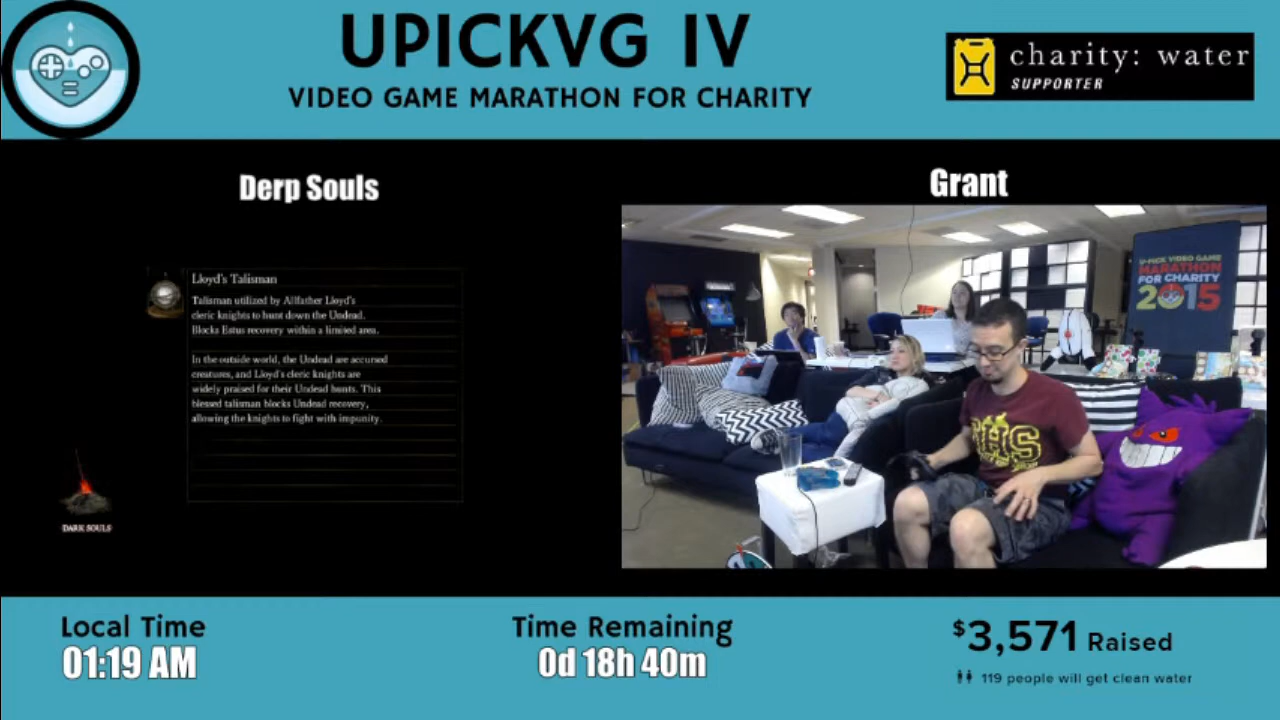 UPICKVG IV
VIDEO GAME MARATHON FOR CHARITY
charity: water
SUPPORTER
Derp Souls
Grant
Lloyd's Talisman
Talisman utilized by Allfather Lloyd's
cleric knights to hunt down the Undead.
Blocks Estus recovery within a limited area.
In the outside world, the Undead are accursed
creatures, and Lloyd's cleric knights are
widely praised for their Undead hunts. This
blessed talisman blocks Undead recovery,
allowing the knights to fight with impunity.
DARK SOULS
U-PICK VIDEO GAME
MARATHON
FOR CHARITY
2015
GHS
Local Time
01:19 AM
Time Remaining
0d 18h 40m
$3,571 Raised
119 people will get clean water